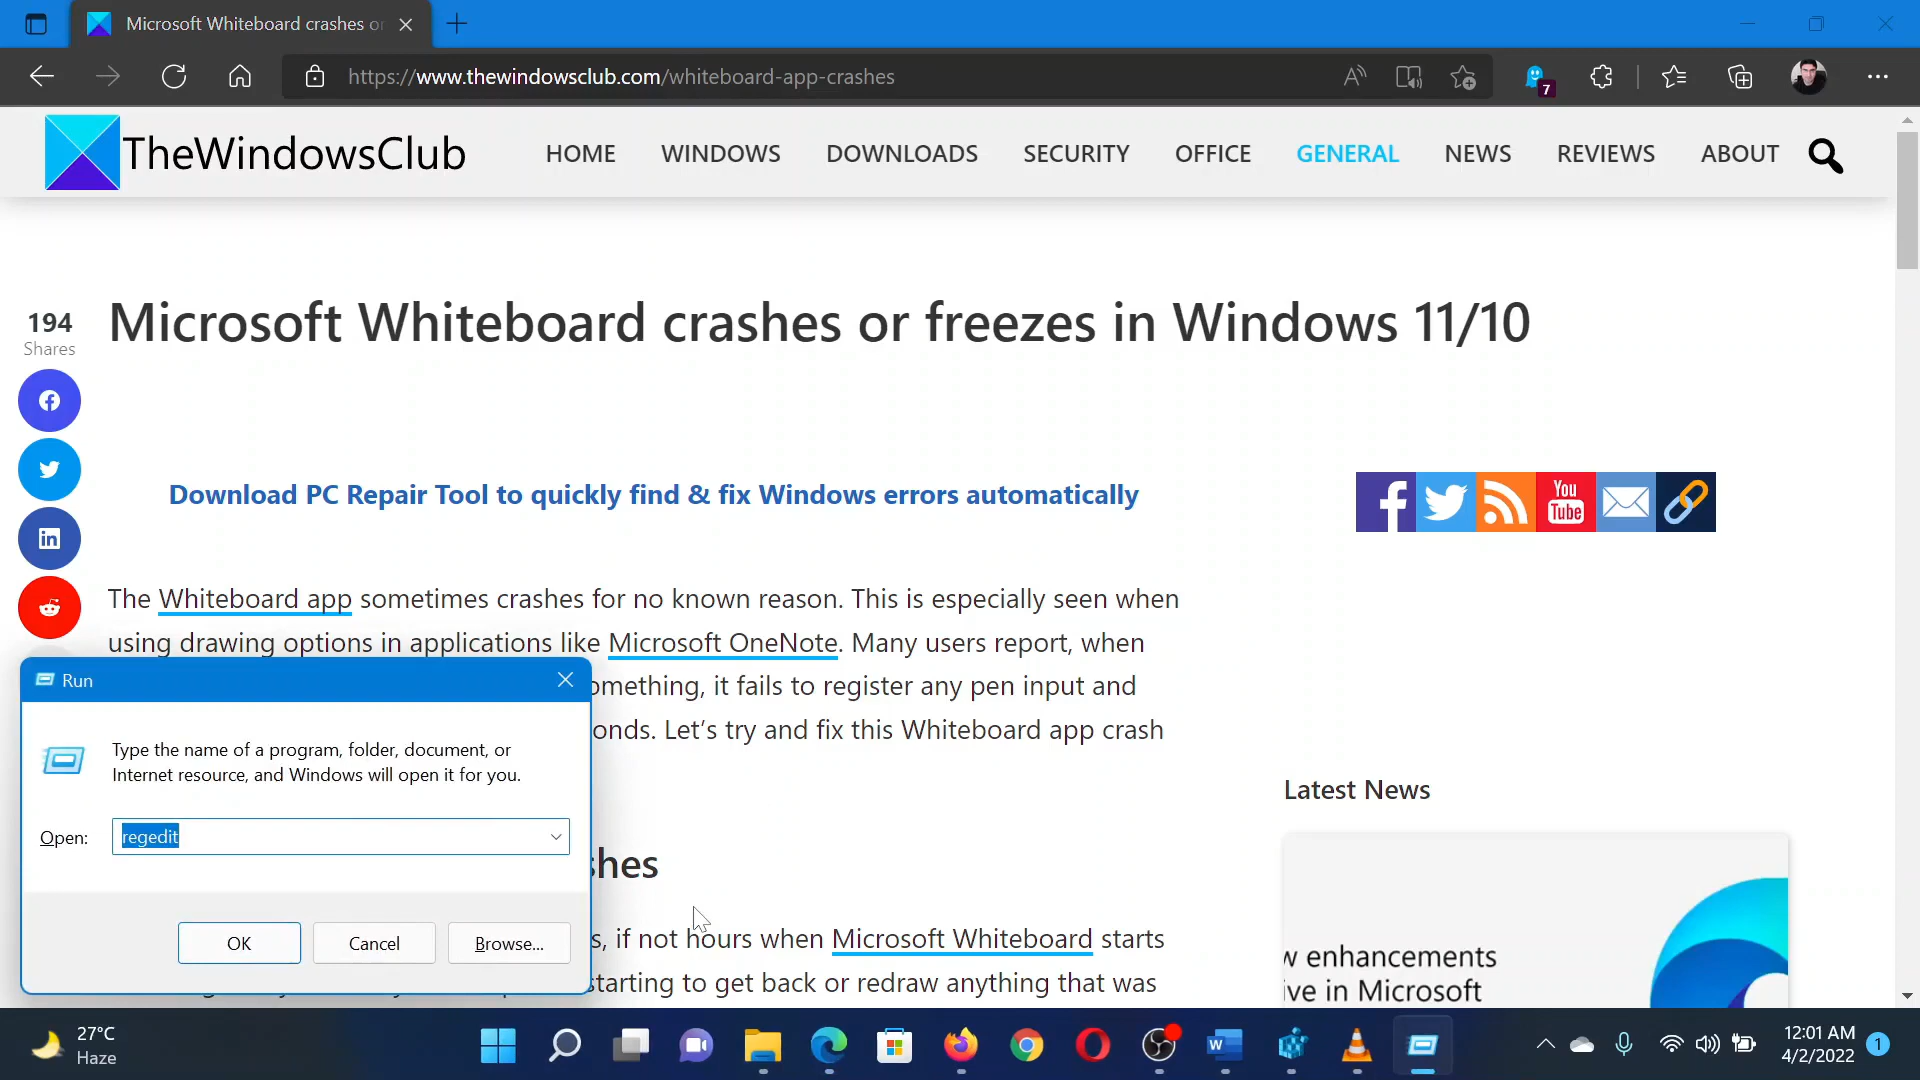 Microsoft Whiteboard crashes or
https://www.thewindowsclub.com/whiteboard-app-crashes
7
TheWindowsClub
HOME WINDOWS DOWNLOADS SECURITY OFFICE GENERAL NEWS REVIEWS ABOUT
194
Shares
Microsoft Whiteboard crashes or freezes in Windows 11/10
Download PC Repair Tool to quickly find & fix Windows errors automatically
You
Tube
The Whiteboard app sometimes crashes for no known reason. This is especially seen when
using drawing options in applications like Microsoft OneNote. Many users report, when
omething, it fails to register any pen input and
onds. Let's try and fix this Whiteboard app crash
Run
Type the name of a program, folder, document, or
Internet resource, and Windows will open it for you.
Open: regedit
OK Cancel Browse...
shes
s, if not hours when Microsoft Whiteboard starts
starting to get back or redraw anything that was
Latest News
w enhancements
ive in Microsoft
27°C
Haze
W
12:01 AM
4/2/2022
1